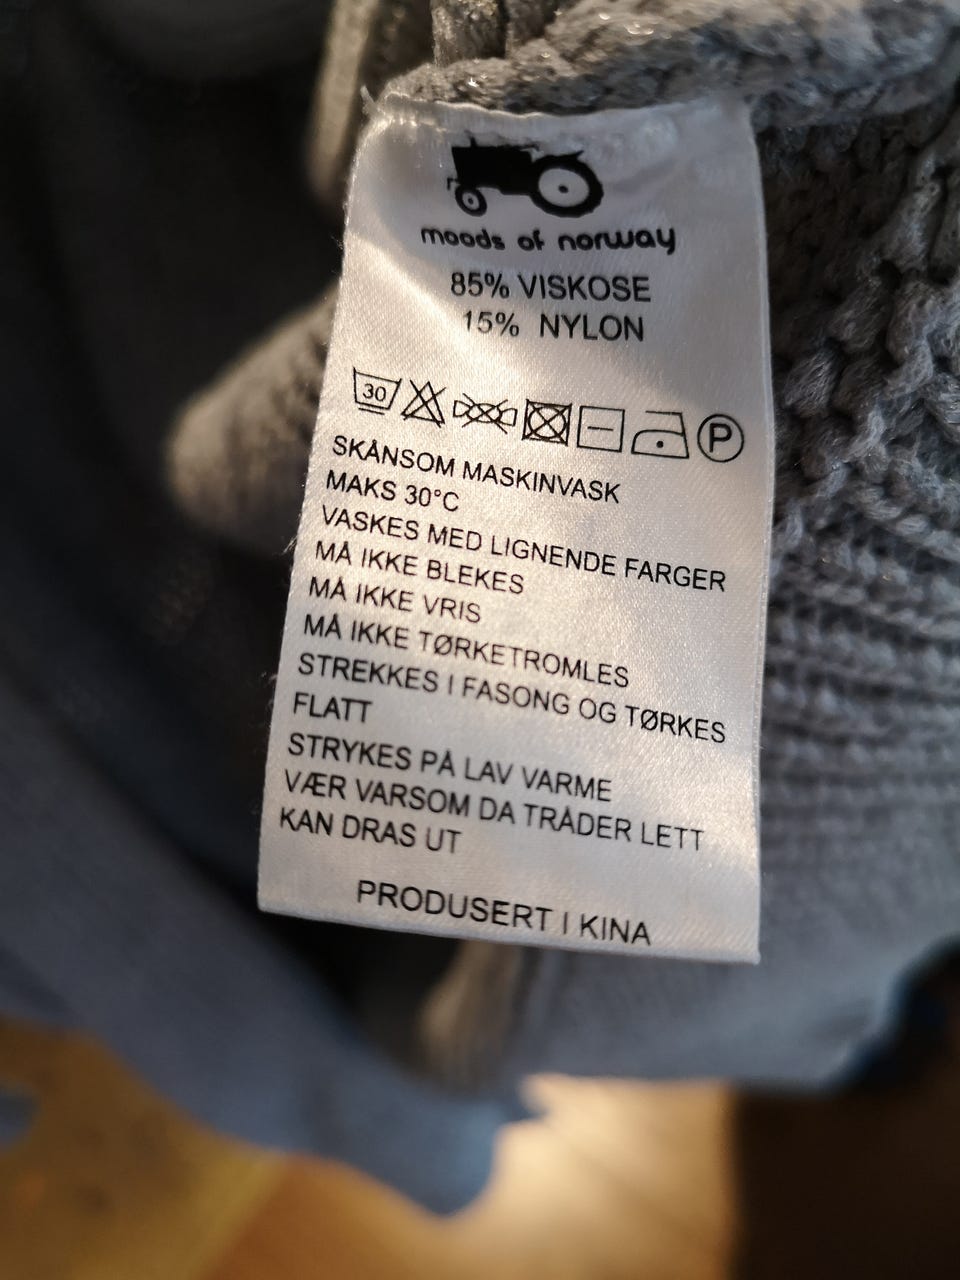 moods of norway
85% VISKOSE
15% NYLON
30 P
SKÅNSOM MASKINVASK
MAKS 30°C
VASKES MED LIGNENDE FARGER
MÅ IKKE BLEKES
MÅ IKKE VRIS
MÅ IKKE TØRKETROMLES
STREKKES I FASONG OG TØRKES
FLATT
STRYKES PÅ LAV VARME
VÆR VARSOM DA TRÅDER LETT
KAN DRAS UT
PRODUSERT I KINA